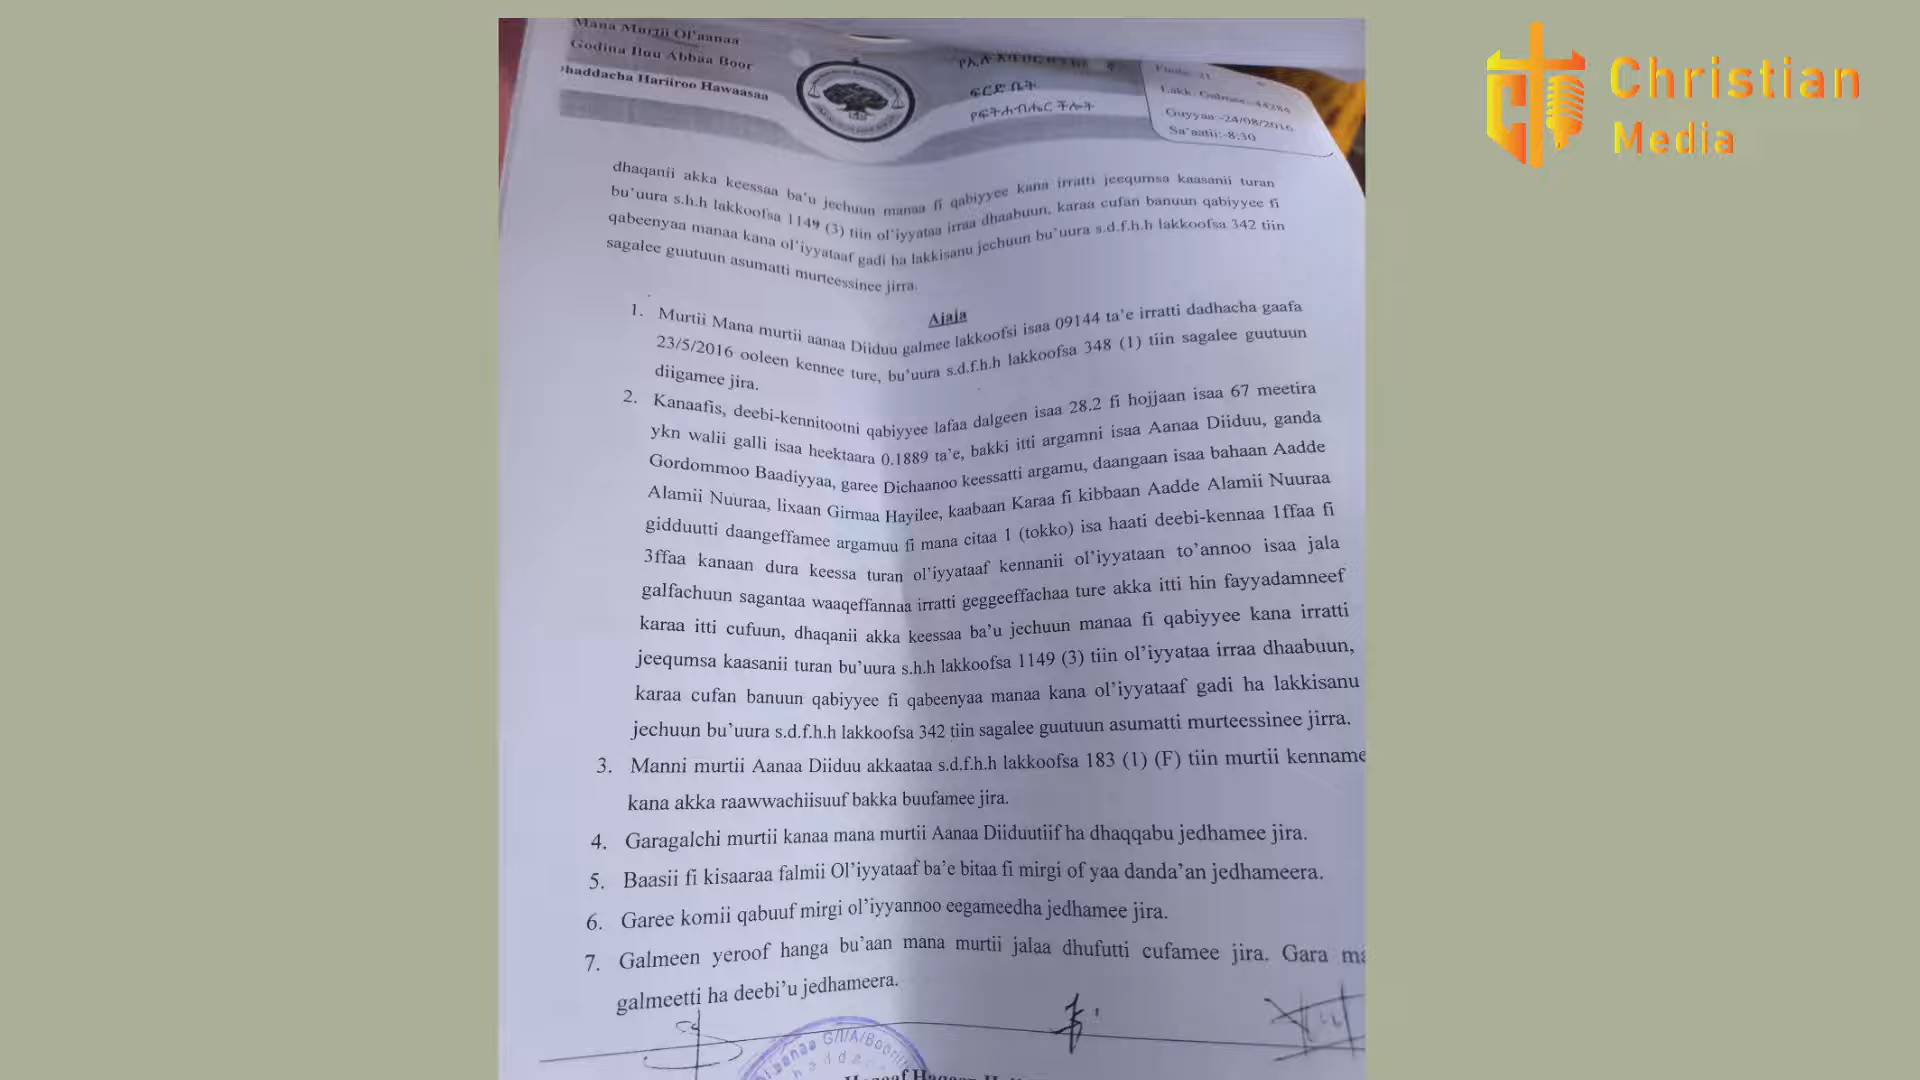 Mana Murtii Ol'aanaa
Godina Iluu Abbaa Boor
Dhaddacha Hariiroo Hawaasaa
ፍርድ ቤት
የፍትሐብሔር ችሎት
Lakk. Galmee:-44284
Guyyaa:-24/08/2016
Sa'aatii:-8:30
Christian
Media
dhaqanii akka keessaa ba'u jechuun manaa fi qabiyyee kana irratti jeequmsa kaasanii turan
bu'uura s.h.h lakkoofsa 1149 (3) tiin ol'iyyataa irraa dhaabuun, karaa cufan banuun qabiyyee fi
qabeenyaa manaa kana ol'iyyataaf gadi ha lakkisanu jechuun bu'uura s.d.f.h.h lakkoofsa 342 tiin
sagalee guutuun asumatti murteessinee jirra.
Ajaja
1. Murtii Mana murtii aanaa Diiduu galmee lakkoofsi isaa 09144 ta'e irratti dadhacha gaafa
23/5/2016 ooleen kennee ture, bu'uura s.d.f.h.h lakkoofsa 348 (1) tiin sagalee guutuun
diigamee jira.
2. Kanaafis, deebi-kennitootni qabiyyee lafaa dalgeen isaa 28.2 fi hojjaan isaa 67 meetira
ykn walii galli isaa heektaara 0.1889 ta'e, bakki itti argamni isaa Aanaa Diiduu, ganda
Gordommoo Baadiyyaa, garee Dichaanoo keessatti argamu, daangaan isaa bahaan Aadde
Alamii Nuuraa, lixaan Girmaa Hayilee, kaabaan Karaa fi kibbaan Aadde Alamii Nuuraa
gidduutti daangeffamee argamuu fi mana citaa 1 (tokko) isa haati deebi-kennaa 1ffaa fi
3ffaa kanaan dura keessa turan ol'iyyataaf kennanii ol'iyyataan to'annoo isaa jala
galfachuun sagantaa waaqeffannaa irratti geggeeffachaa ture akka itti hin fayyadamneef
karaa itti cufuun, dhaqanii akka keessaa ba'u jechuun manaa fi qabiyyee kana irratti
jeequmsa kaasanii turan bu'uura s.h.h lakkoofsa 1149 (3) tiin ol'iyyataa irraa dhaabuun,
karaa cufan banuun qabiyyee fi qabeenyaa manaa kana ol'iyyataaf gadi ha lakkisanu
jechuun bu'uura s.d.f.h.h lakkoofsa 342 tiin sagalee guutuun asumatti murteessinee jirra.
3. Manni murtii Aanaa Diiduu akkaataa s.d.f.h.h lakkoofsa 183 (1) (F) tiin murtii kenname
kana akka raawwachiisuuf bakka buufamee jira.
4. Garagalchi murtii kanaa mana murtii Aanaa Diiduutiif ha dhaqqabu jedhamee jira.
5. Baasii fi kisaaraa falmii Ol'iyyataaf ba'e bitaa fi mirgi of yaa danda'an jedhameera.
6. Garee komii qabuuf mirgi ol'iyyannoo eegameedha jedhamee jira.
7. Galmeen yeroof hanga bu'aan mana murtii jalaa dhufutti cufamee jira. Gara ma
galmeetti ha deebi'u jedhameera.